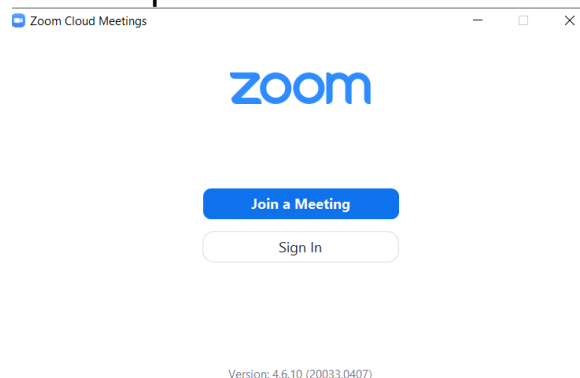 Zoom Cloud Meetings
zoom
Join a Meeting
Sign In
Version: 4.6.10 (20033.0407)